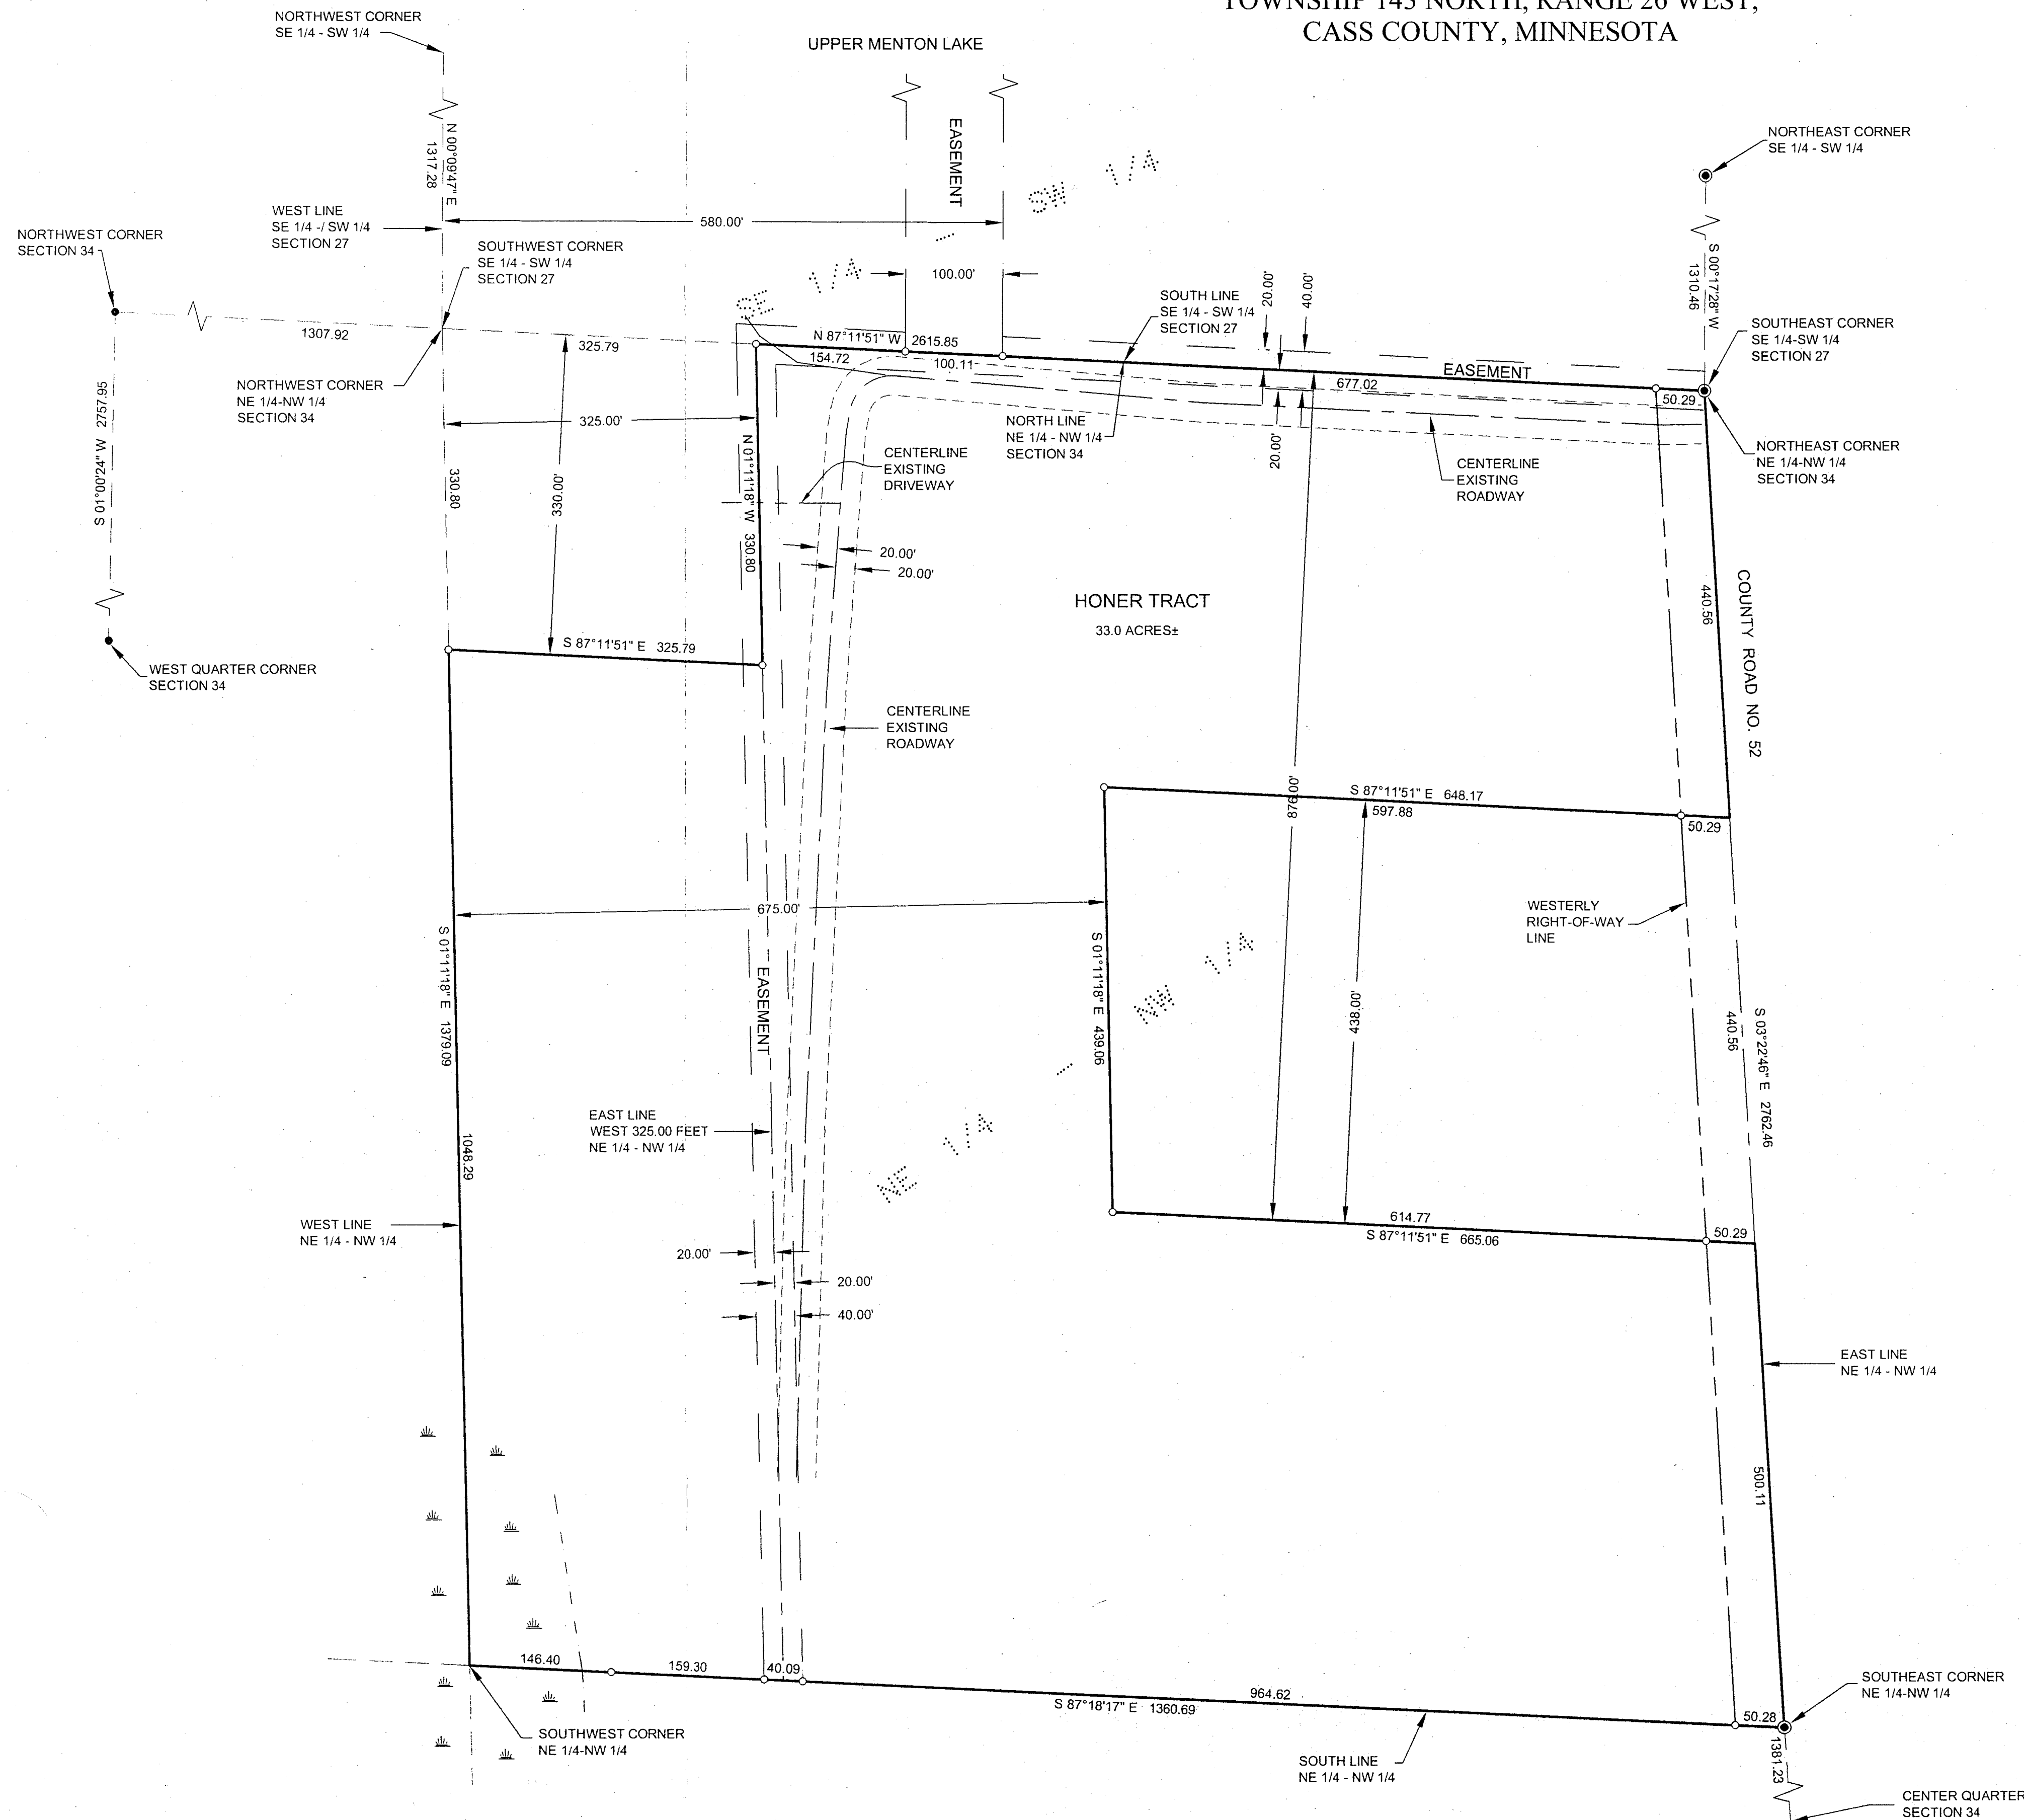 TOWNSHIP 143 NORTH, RANGE 26 WEST,
CASS COUNTY, MINNESOTA
NORTHWEST CORNER
SE 1/4 - SW 1/4
UPPER MENTON LAKE
N 00°09'47" E
1317.28
EASEMENT
SE 1/4 - SW 1/4
NORTHEAST CORNER
SE 1/4 - SW 1/4
WEST LINE
SE 1/4 -/ SW 1/4
SECTION 27
580.00'
NORTHWEST CORNER
SECTION 34
SOUTHWEST CORNER
SE 1/4 - SW 1/4
SECTION 27
100.00'
20.00'
40.00'
S 00°17'28" W
1310.46
SOUTH LINE
SE 1/4 - SW 1/4
SECTION 27
SOUTHEAST CORNER
SE 1/4-SW 1/4
SECTION 27
1307.92
325.79
N 87°11'51" W 2615.85
154.72
100.11
677.02
EASEMENT
50.29
S 01°00'24" W 2757.95
NORTHWEST CORNER
NE 1/4-NW 1/4
SECTION 34
325.00'
330.80
330.00'
N 01°11'18" W 330.80
CENTERLINE
EXISTING
DRIVEWAY
NORTH LINE
NE 1/4 - NW 1/4
SECTION 34
20.00'
CENTERLINE
EXISTING
ROADWAY
NORTHEAST CORNER
NE 1/4-NW 1/4
SECTION 34
20.00'
20.00'
HONER TRACT
33.0 ACRES±
440.56
COUNTY ROAD NO. 52
S 87°11'51" E 325.79
WEST QUARTER CORNER
SECTION 34
CENTERLINE
EXISTING
ROADWAY
876.00'
S 87°11'51" E 648.17
597.88
50.29
675.00'
WESTERLY
RIGHT-OF-WAY
LINE
S 01°11'18" E 1379.09
EASEMENT
S 01°11'18" E 439.06
438.00'
NE 1/4 - NW 1/4
440.56
S 03°22'46" E 2762.46
EAST LINE
WEST 325.00 FEET
NE 1/4 - NW 1/4
1048.29
WEST LINE
NE 1/4 - NW 1/4
614.77
S 87°11'51" E 665.06
50.29
20.00'
20.00'
40.00'
EAST LINE
NE 1/4 - NW 1/4
500.11
146.40
159.30
40.09
964.62
S 87°18'17" E 1360.69
50.28
SOUTHEAST CORNER
NE 1/4-NW 1/4
SOUTHWEST CORNER
NE 1/4-NW 1/4
SOUTH LINE
NE 1/4 - NW 1/4
1381.23
CENTER QUARTER
SECTION 34